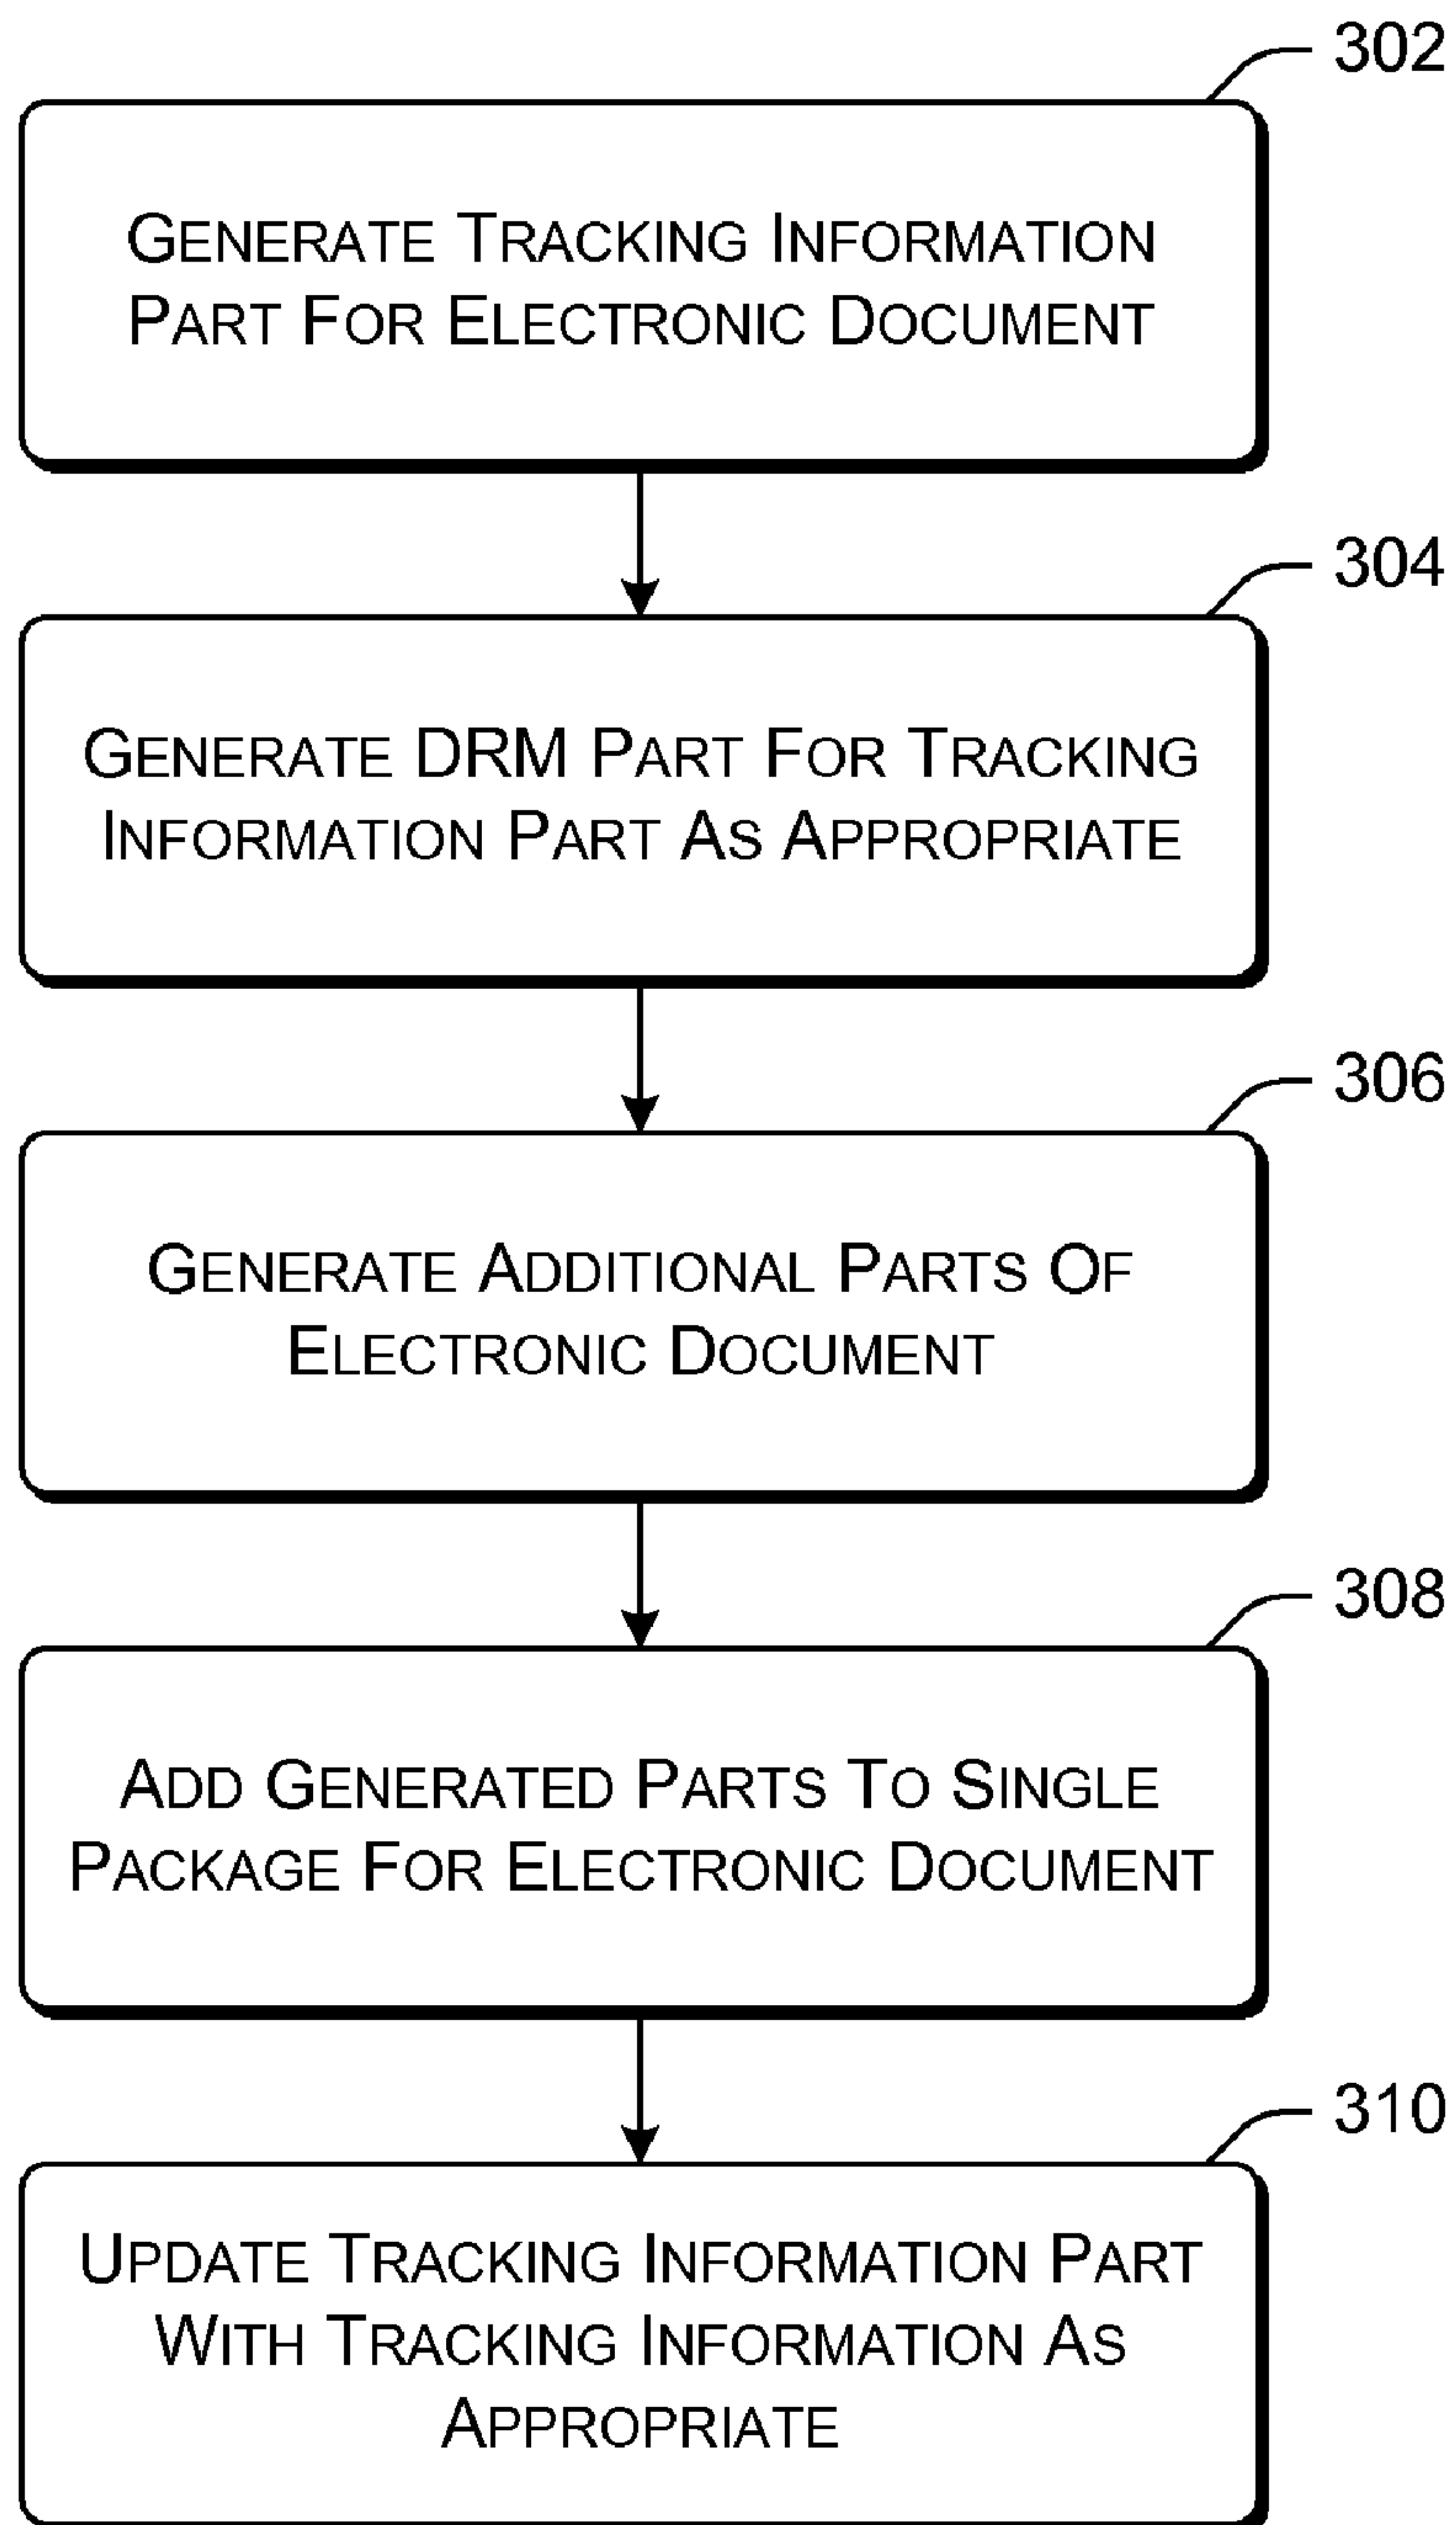 302
GENERATE TRACKING INFORMATION
PART FOR ELECTRONIC DOCUMENT
304
GENERATE DRM PART FOR TRACKING
INFORMATION PART AS APPROPRIATE
306
GENERATE ADDITIONAL PARTS OF
ELECTRONIC DOCUMENT
308
ADD GENERATED PARTS TO SINGLE
PACKAGE FOR ELECTRONIC DOCUMENT
310
UPDATE TRACKING INFORMATION PART
WITH TRACKING INFORMATION AS
APPROPRIATE